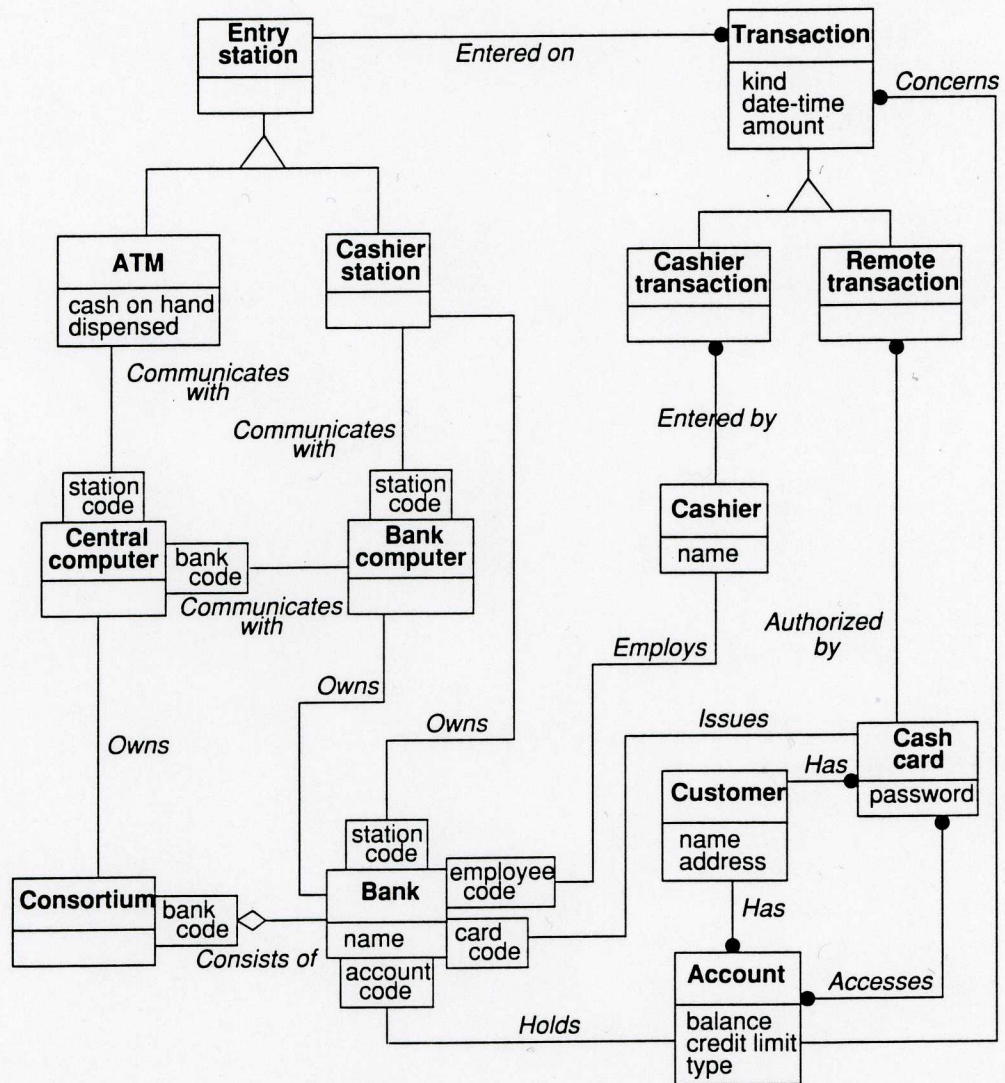 Entry
station
Entered on
Transaction
kind
date-time
amount
Concerns
ATM
cash on hand
dispensed
Cashier
station
Cashier
transaction
Remote
transaction
Communicates
with
Communicates
with
Entered by
station
code
Central
computer
bank
code
station
code
Bank
computer
Communicates
with
Cashier
name
Authorized
by
Employs
Owns
Owns
Owns
Issues
Cash
card
password
Has
Customer
name
address
Has
station
code
Bank
name
employee
code
card
code
account
code
Consortium
bank
code
Consists of
Holds
Account
balance
credit limit
type
Accesses